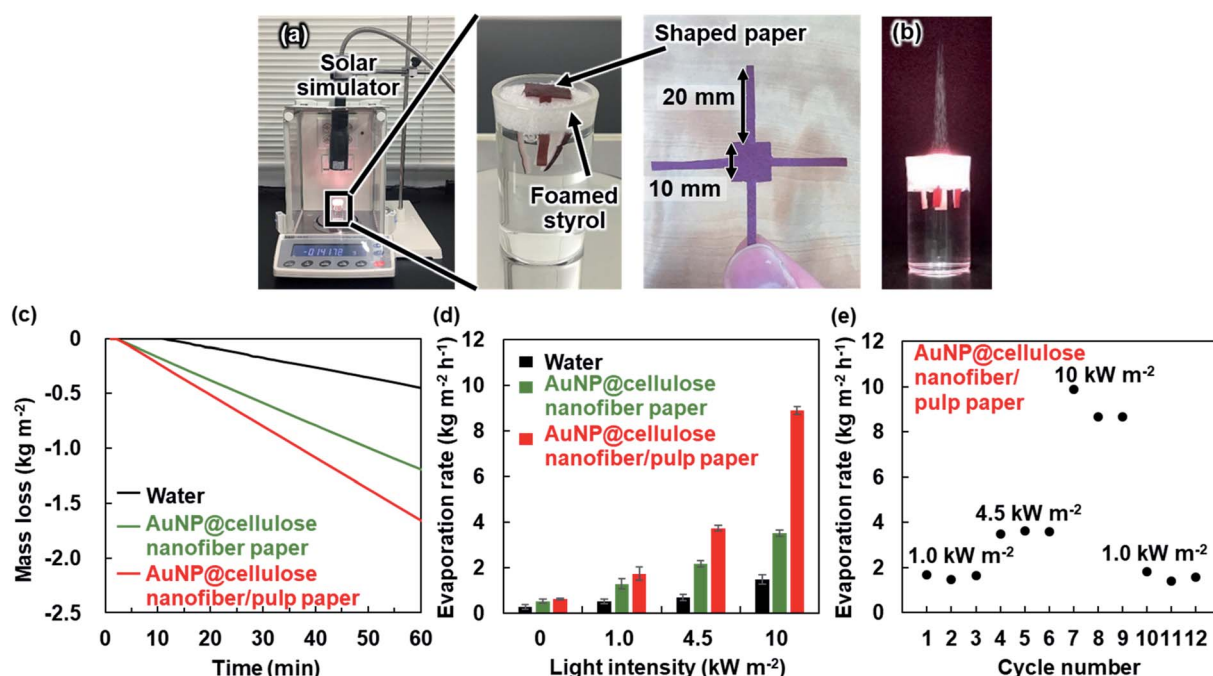 (a)
Solar
simulator
Shaped paper
Foamed
styrol
20 mm
10 mm
(b)
(c)
Mass loss (kg m-2)
0
-0.5
-1.0
-1.5
-2.0
-2.5
Water
AuNP@cellulose
nanofiber paper
AuNP@cellulose
nanofiber/pulp paper
0 10 20 30 40 50 60
Time (min)
(d)
Evaporation rate (kg m-2 h-1)
12
10
8
6
4
2
0
Water
AuNP@cellulose
nanofiber paper
AuNP@cellulose
nanofiber/pulp paper
0 1.0 4.5 10
Light intensity (kW m-2)
(e)
Evaporation rate (kg m-2 h-1)
12
10
8
6
4
2
0
AuNP@cellulose
nanofiber/
pulp paper
10 kW m-2
4.5 kW m-2
1.0 kW m-2
1.0 kW m-2
1 2 3 4 5 6 7 8 9 10 11 12
Cycle number